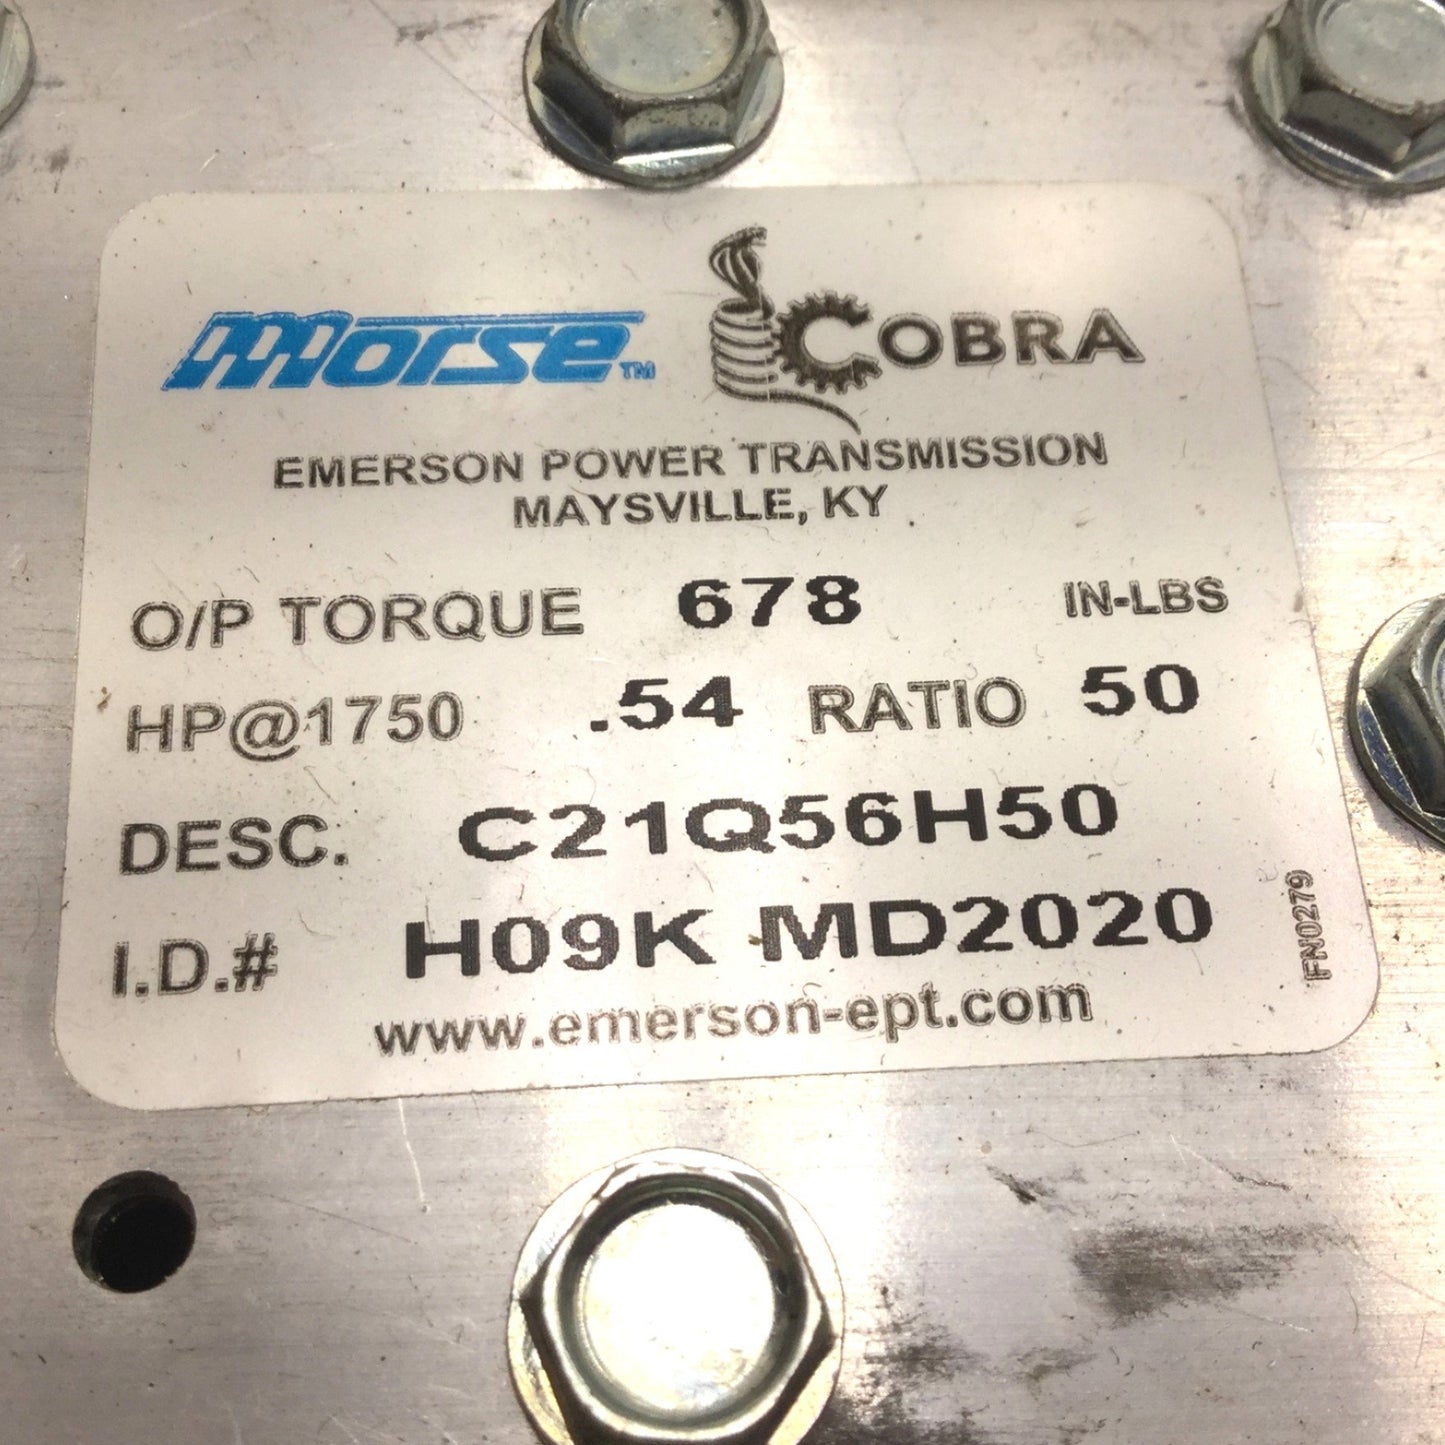 Morse™ COBRA
EMERSON POWER TRANSMISSION
MAYSVILLE, KY
O/P TORQUE 678 IN-LBS
HP@1750 .54 RATIO 50
DESC. C21Q56H50
I.D.# H09K MD2020
www.emerson-ept.com
FN0279